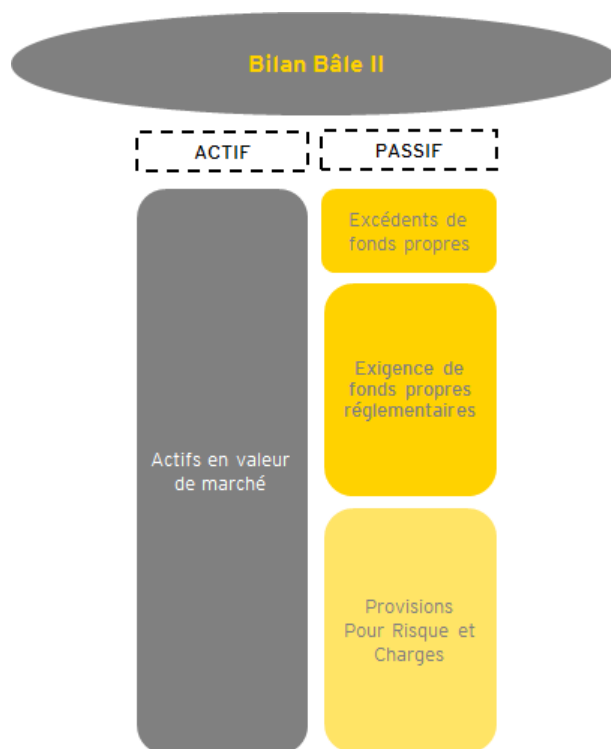 Bilan Bâle II
ACTIF
PASSIF
Excédents de
fonds propres
Exigence de
fonds propres
réglementaires
Actifs en valeur
de marché
Provisions
Pour Risque et
Charges